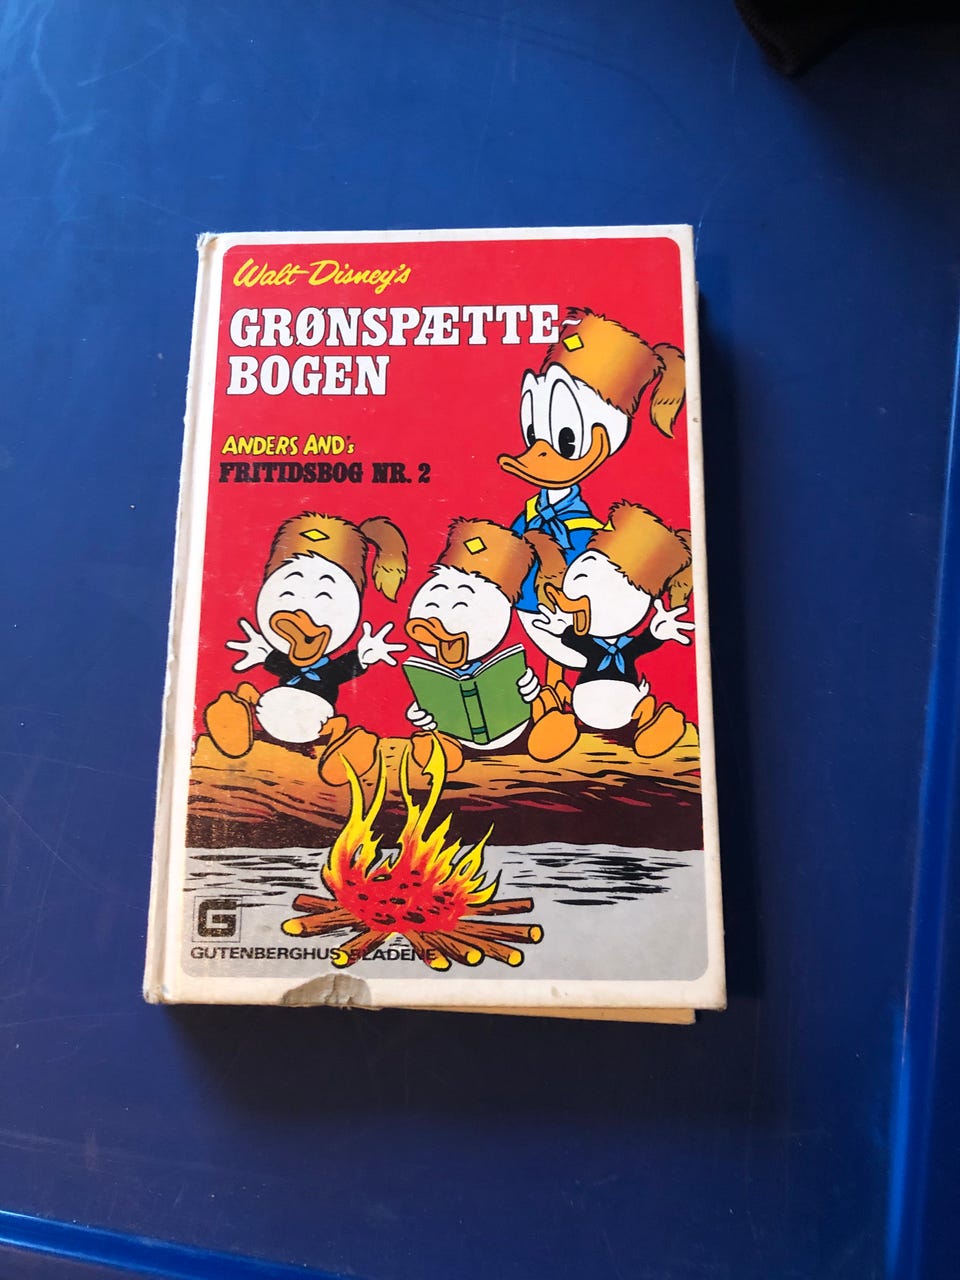 Walt Disney's
GRØNSPÆTTE-
BOGEN
ANDERS AND's
FRITIDSBOG NR. 2
G
GUTENBERGHUS BLADENE